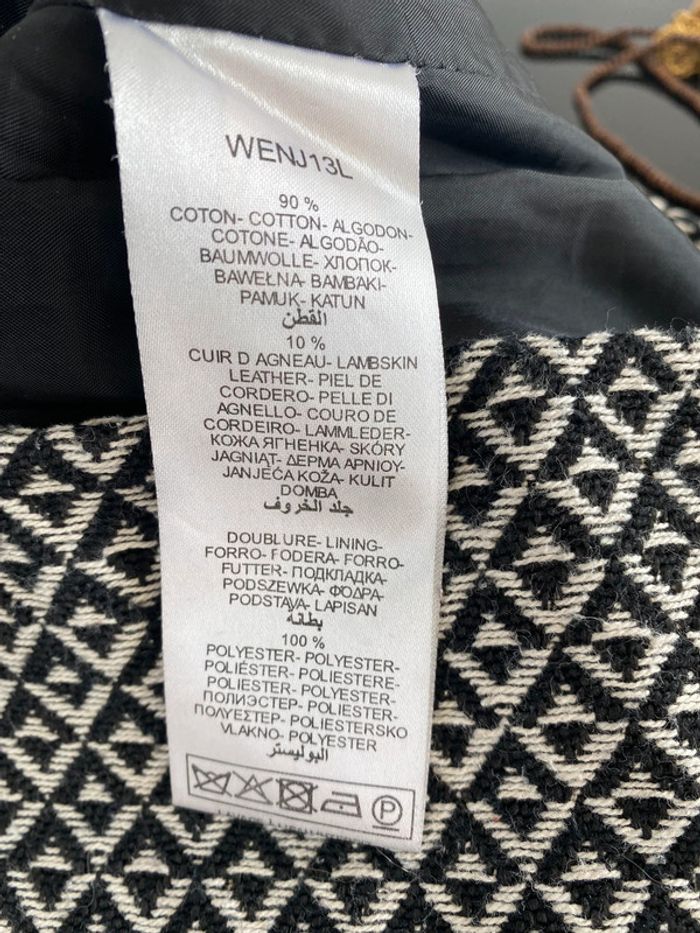 WENJ13L
90 %
COTON- COTTON- ALGODON-
COTONE- ALGODÃO-
BAUMWOLLE- ХЛОПОК-
BAWEŁNA- BAMBAKI-
PAMUK- KATUN
القطن
10 %
CUIR D AGNEAU- LAMBSKIN
LEATHER- PIEL DE
CORDERO- PELLE DI
AGNELLO- COURO DE
CORDEIRO- LAMMLEDER-
КОЖА ЯГНЕНКА- SKÓRY
JAGNIĄT- ΔΕΡΜΑ ΑΡΝΙΟΥ-
JANJEĆA KOŽA- KULIT
DOMBA
جلد الخروف
DOUBLURE- LINING-
FORRO- FODERA- FORRO-
FUTTER- ПОДКЛАДКА-
PODSZEWKA- ΦΟΔΡΑ-
PODSTAVA- LAPISAN
بطانه
100 %
POLYESTER- POLYESTER-
POLIÉSTER- POLIESTERE-
POLIESTER- POLYESTER-
ПОЛИЭСТЕР- POLIESTER-
ΠΟΛΥΕΣΤΕΡ- POLIESTERSKO
VLAKNO- POLYESTER
البوليستر
P